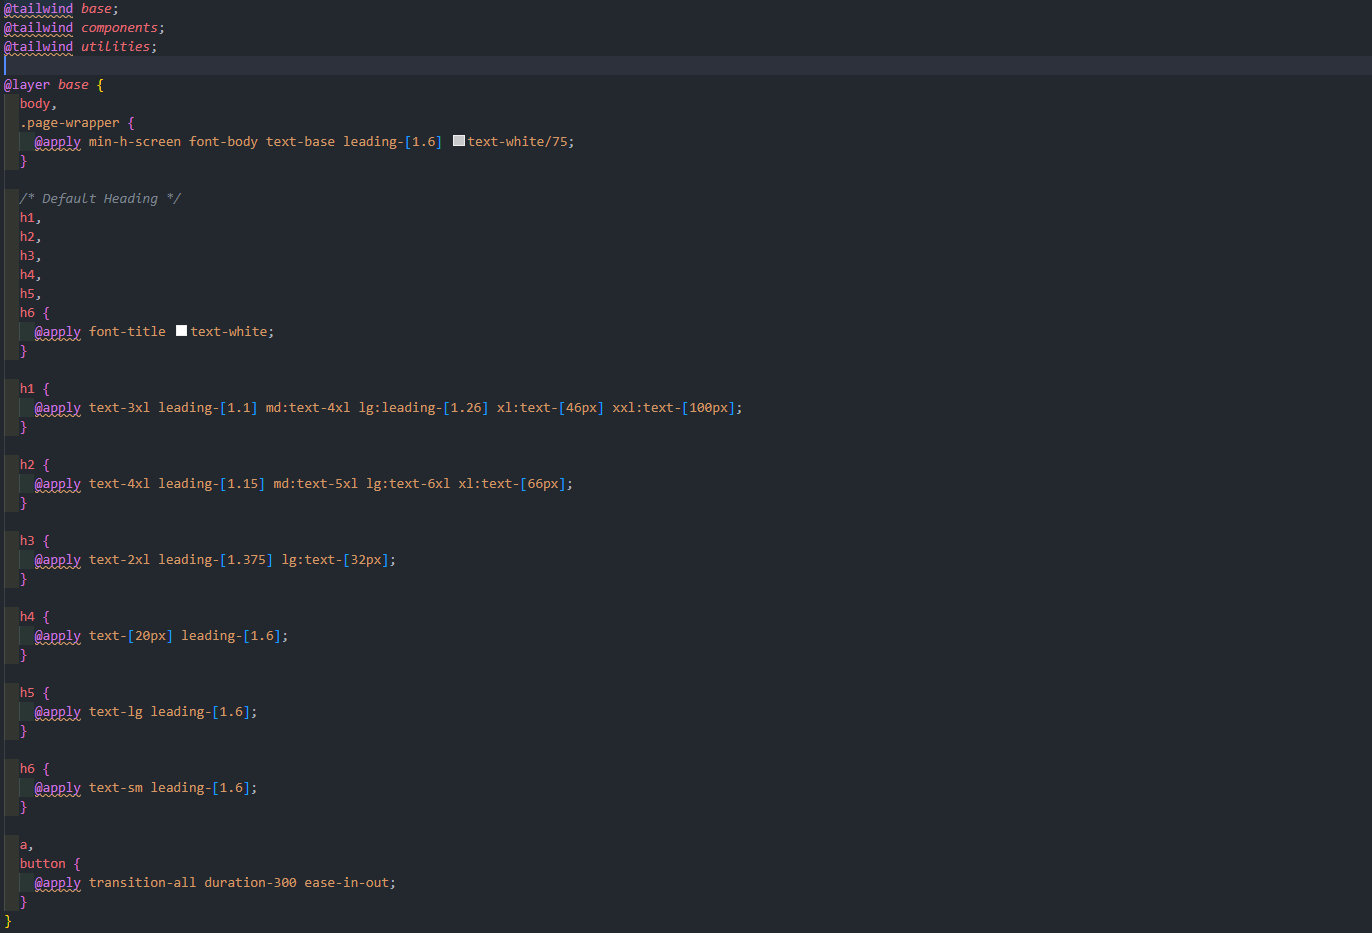 @tailwind base;
@tailwind components;
@tailwind utilities;
@layer base {
body,
.page-wrapper {
@apply min-h-screen font-body text-base leading-[1.6] text-white/75;
}
/* Default Heading */
h1,
h2,
h3,
h4,
h5,
h6 {
@apply font-title text-white;
}
h1 {
@apply text-3xl leading-[1.1] md:text-4xl lg:leading-[1.26] xl:text-[46px] xxl:text-[100px];
}
h2 {
@apply text-4xl leading-[1.15] md:text-5xl lg:text-6xl xl:text-[66px];
}
h3 {
@apply text-2xl leading-[1.375] lg:text-[32px];
}
h4 {
@apply text-[20px] leading-[1.6];
}
h5 {
@apply text-lg leading-[1.6];
}
h6 {
@apply text-sm leading-[1.6];
}
a,
button {
@apply transition-all duration-300 ease-in-out;
}
}